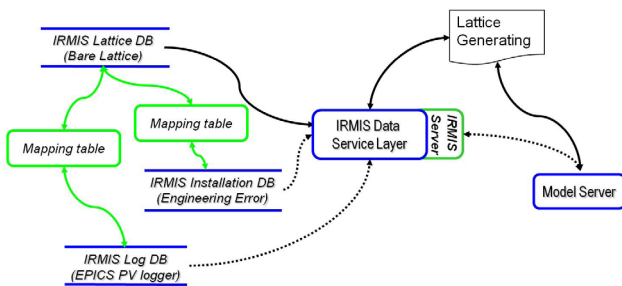 IRMIS Lattice DB
(Bare Lattice)
Lattice
Generating
Mapping table
Mapping table
IRMIS Data
Service Layer
IRMIS
Server
IRMIS Installation DB
(Engineering Error)
Model Server
IRMIS Log DB
(EPICS PV logger)